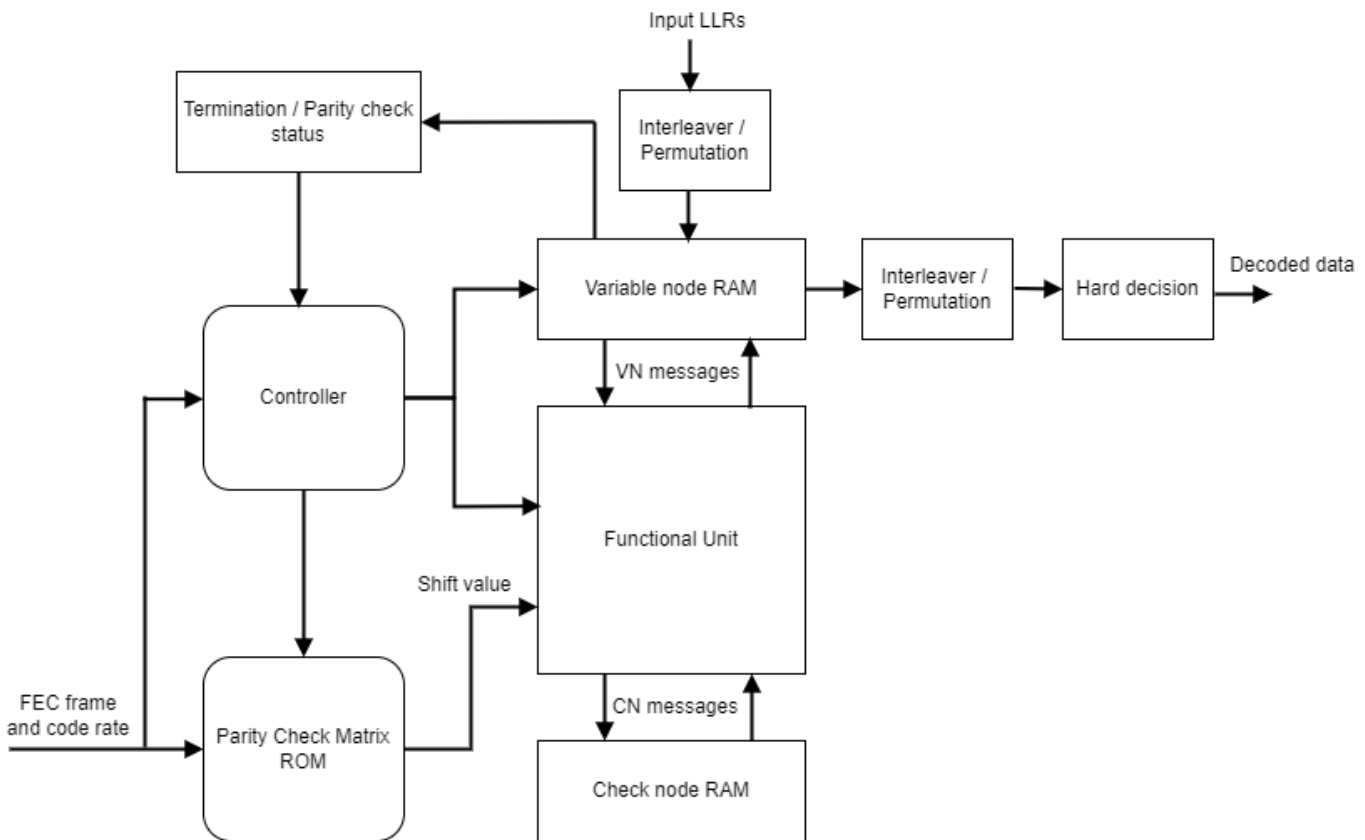 Input LLRs
Termination / Parity check
status
Interleaver /
Permutation
Variable node RAM
Interleaver /
Permutation
Hard decision
Decoded data
VN messages
Controller
Functional Unit
Shift value
FEC frame
and code rate
Parity Check Matrix
ROM
CN messages
Check node RAM